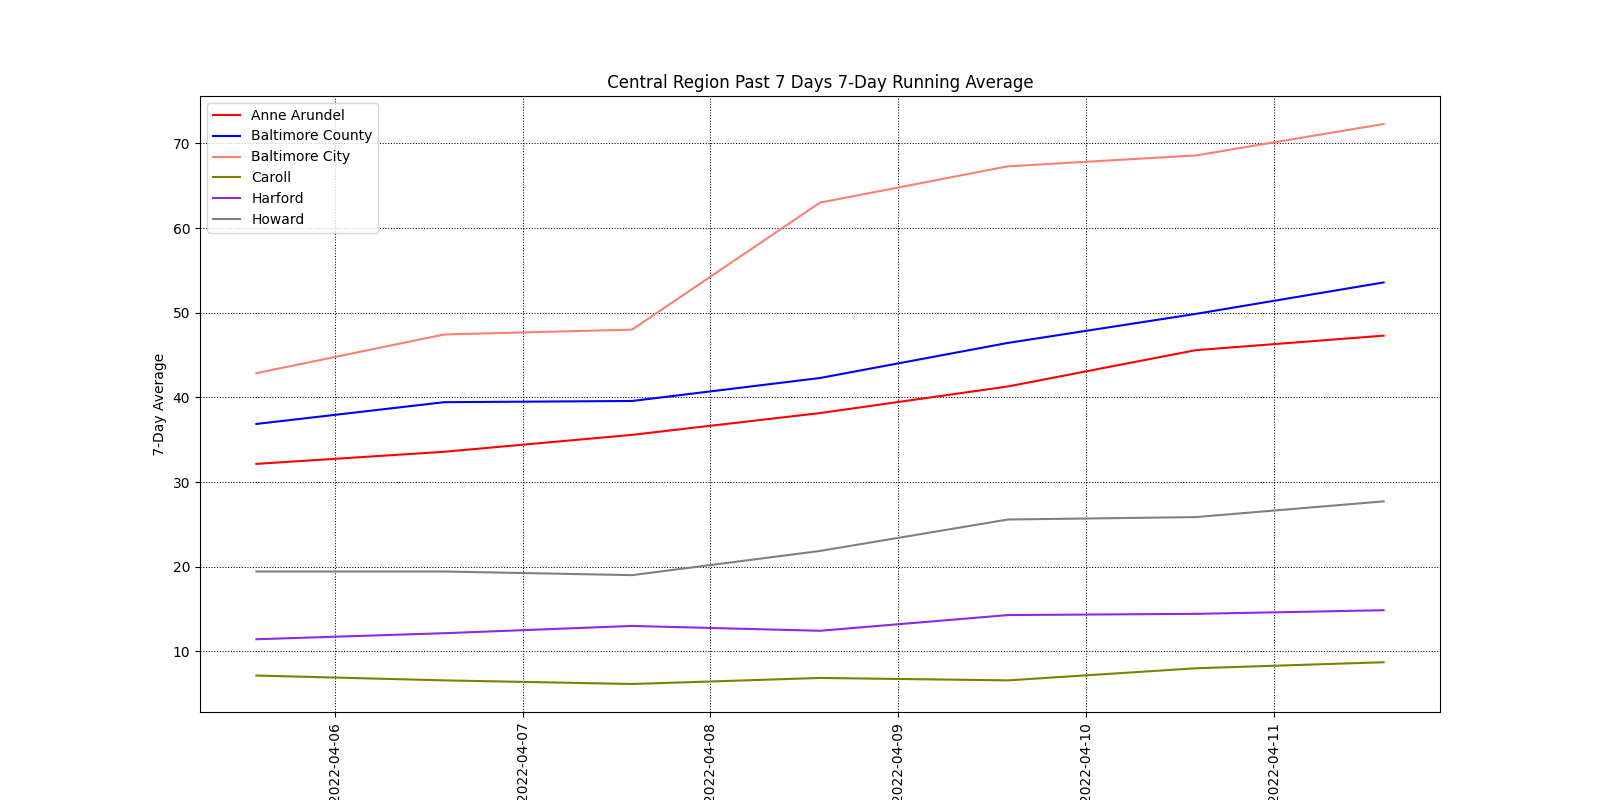 Central Region Past 7 Days 7-Day Running Average
Anne Arundel
Baltimore County
Baltimore City
Caroll
Harford
Howard
7-Day Average
70
60
50
40
30
20
10
2022-04-06
2022-04-07
2022-04-08
2022-04-09
2022-04-10
2022-04-11